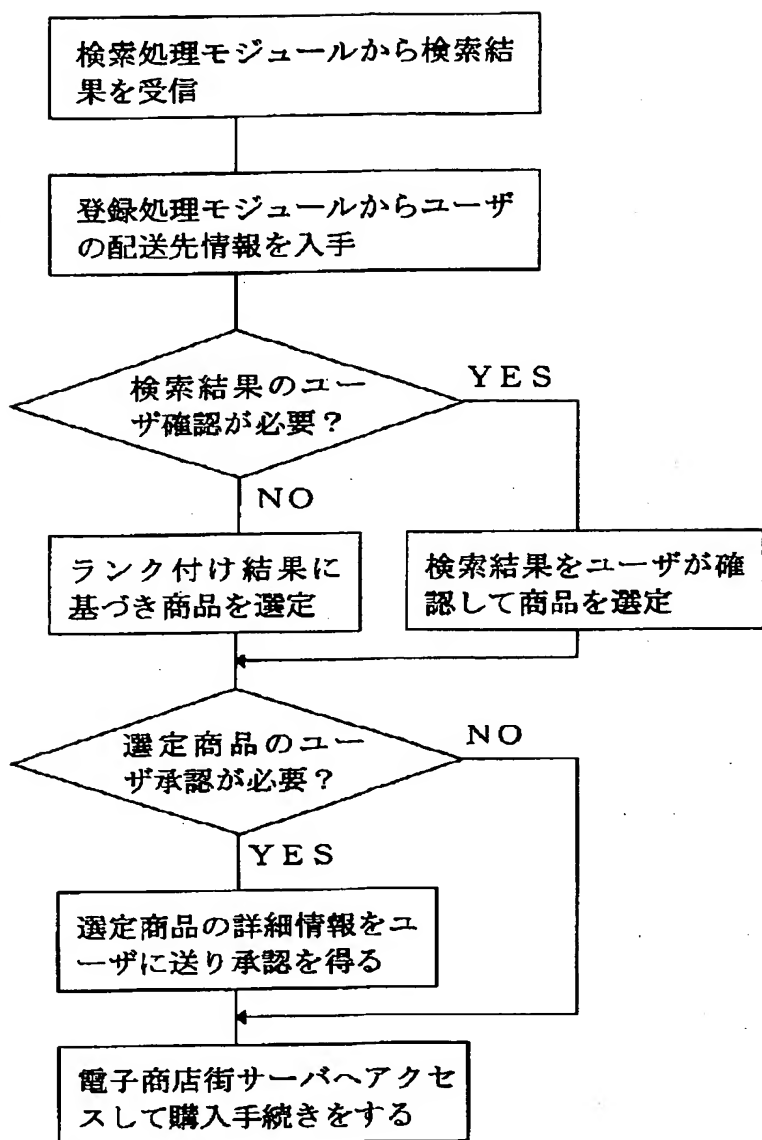 検索処理モジュールから検索結
果を受信
登録処理モジュールからユーザ
の配送先情報を入手
検索結果のユー
ザ確認が必要？
YES
NO
ランク付け結果に
基づき商品を選定
検索結果をユーザが確
認して商品を選定
選定商品のユー
ザ承認が必要？
NO
YES
選定商品の詳細情報をユ
ーザに送り承認を得る
電子商店街サーバへアクセ
スして購入手続きをする